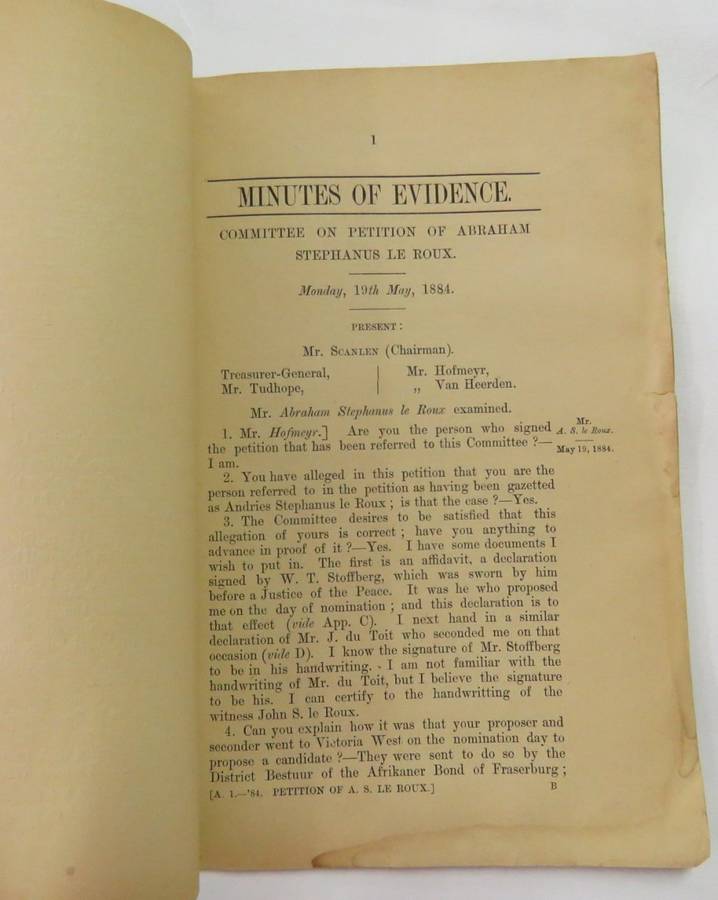 1
MINUTES OF EVIDENCE.
COMMITTEE ON PETITION OF ABRAHAM
STEPHANUS LE ROUX.
Monday, 19th May, 1884.
PRESENT:
Mr. SCANLEN (Chairman).
Treasurer-General, | Mr. Hofmeyr,
Mr. Tudhope, | „ Van Heerden.
Mr. Abraham Stephanus le Roux examined.
1. Mr. Hofmeyr.] Are you the person who signed
the petition that has been referred to this Committee ?—
I am.
Mr.
A. S. le Roux.
May 19, 1884.
2. You have alleged in this petition that you are the
person referred to in the petition as having been gazetted
as Andries Stephanus le Roux ; is that the case ?—Yes.
3. The Committee desires to be satisfied that this
allegation of yours is correct ; have you anything to
advance in proof of it ?—Yes. I have some documents I
wish to put in. The first is an affidavit, a declaration
signed by W. T. Stoffberg, which was sworn by him
before a Justice of the Peace. It was he who proposed
me on the day of nomination ; and this declaration is to
that effect (vide App. C). I next hand in a similar
declaration of Mr. J. du Toit who seconded me on that
occasion (vide D). I know the signature of Mr. Stoffberg
to be in his handwriting. I am not familiar with the
handwriting of Mr. du Toit, but I believe the signature
to be his. I can certify to the handwritting of the
witness John S. le Roux.
4. Can you explain how it was that your proposer and
seconder went to Victoria West on the nomination day to
propose a candidate ?—They were sent to do so by the
District Bestuur of the Afrikaner Bond of Fraserburg ;
[A. 1.—'84. PETITION OF A. S. LE ROUX.] B